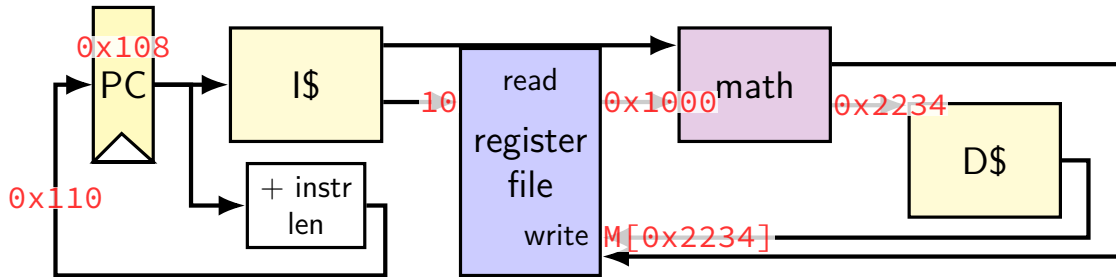 0x108
PC
I$
10
read
0x1000
math
0x2234
register
file
D$
+ instr
len
0x110
write
M[0x2234]